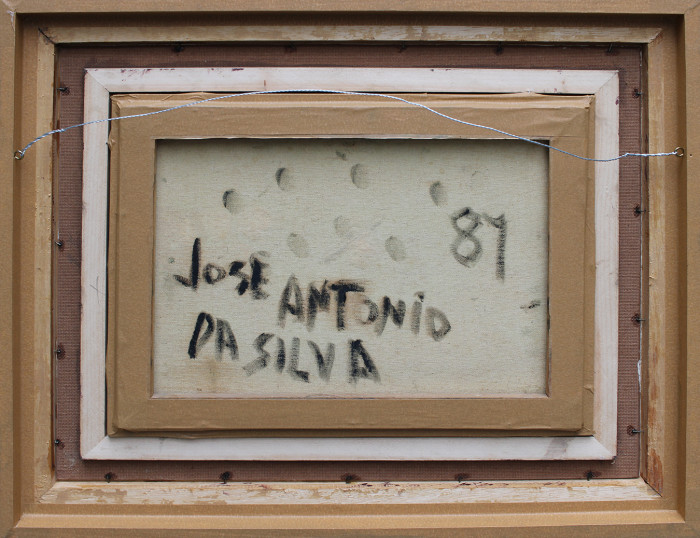 87
JOSE
ANTONiO
DA SILVA